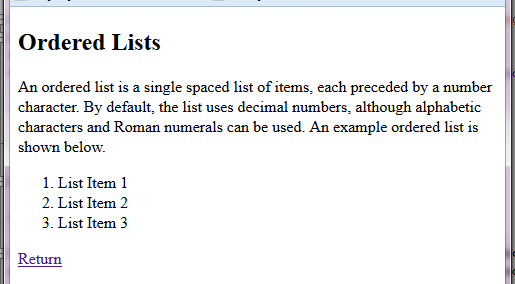 Ordered Lists
An ordered list is a single spaced list of items, each preceded by a number
character. By default, the list uses decimal numbers, although alphabetic
characters and Roman numerals can be used. An example ordered list is
shown below.
1. List Item 1
2. List Item 2
3. List Item 3
Return